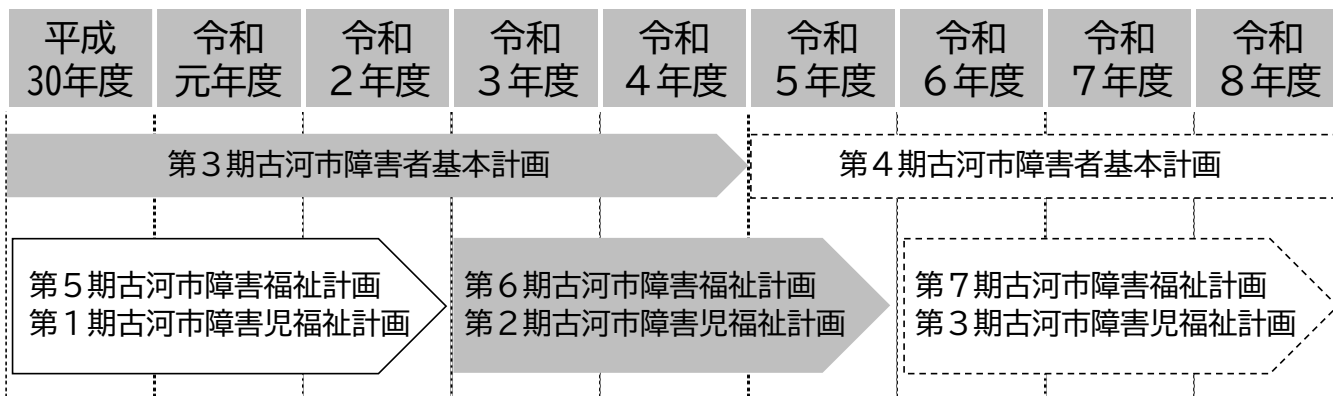 平成
30年度
令和
元年度
令和
２年度
令和
３年度
令和
４年度
令和
５年度
令和
６年度
令和
７年度
令和
８年度
第３期古河市障害者基本計画
第４期古河市障害者基本計画
第５期古河市障害福祉計画
第１期古河市障害児福祉計画
第６期古河市障害福祉計画
第２期古河市障害児福祉計画
第７期古河市障害福祉計画
第３期古河市障害児福祉計画